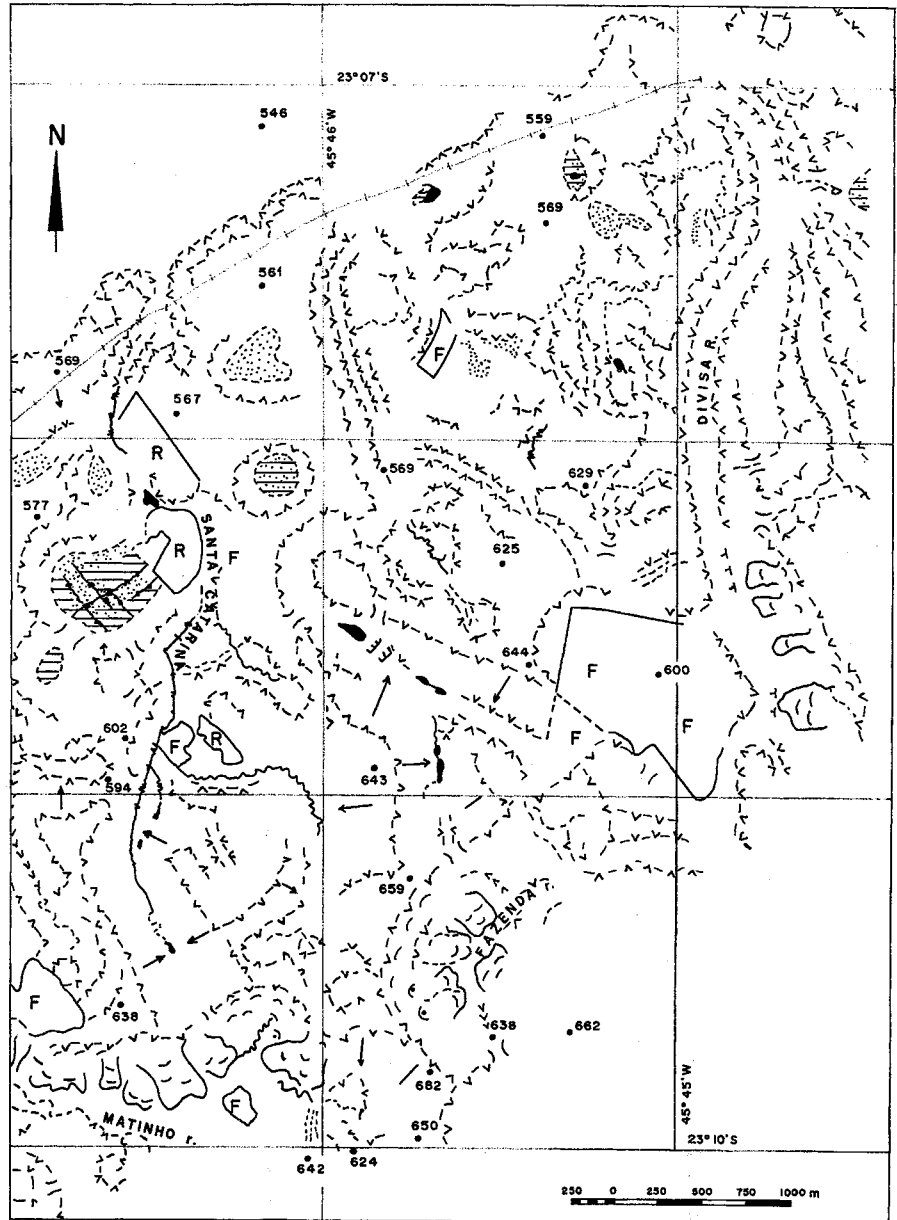 23° 07'S
546
45° 46' W
559
N
569
561
569
F
567
DIVISA R.
R
569
629
577
SANTA CATARINA
R
F
625
644
F
600
F
F
602
F
R
643
594
659
FAZENDA
F
638
638
662
682
F
MATINHO r.
650
45° 45' W
23° 10'S
642
624
250 0 250 500 750 1000 m